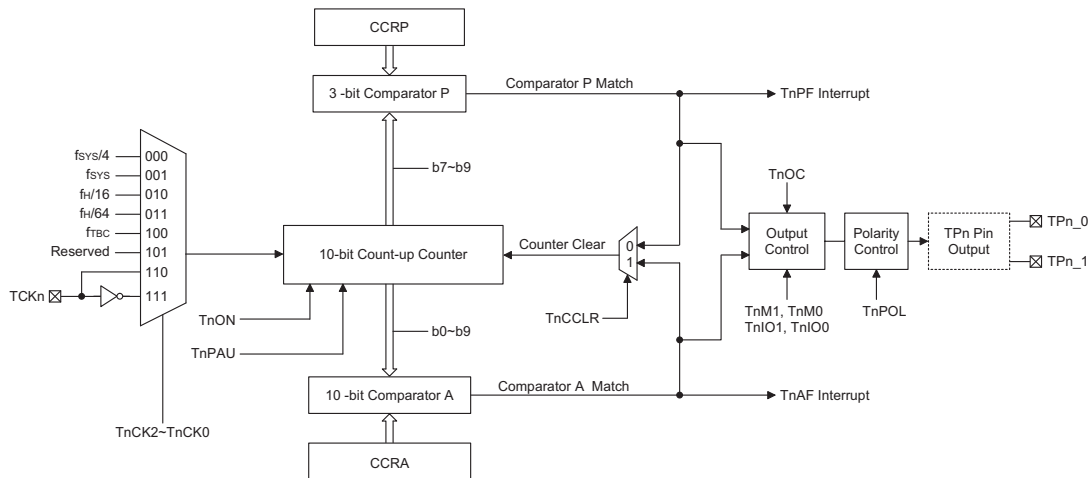 CCRP
3 -bit Comparator P
Comparator P Match
TnPF Interrupt
b7~b9
fSYS/4
000
fSYS
001
fH/16
010
fH/64
011
fTBC
100
Reserved
101
110
TCKn
111
10-bit Count-up Counter
Counter Clear
0
1
TnOC
Output
Control
Polarity
Control
TPn Pin
Output
TPn_0
TPn_1
TnON
TnPAU
b0~b9
TnCCLR
TnM1, TnM0
TnIO1, TnIO0
TnPOL
10 -bit Comparator A
Comparator A Match
TnAF Interrupt
TnCK2~TnCK0
CCRA